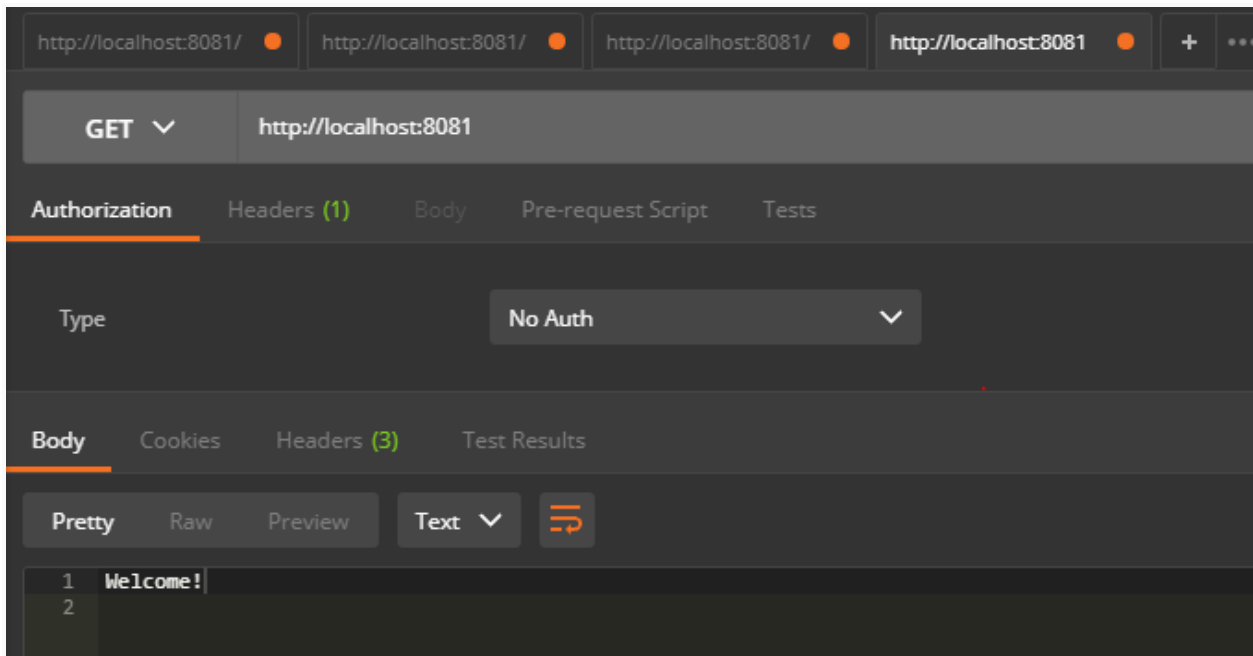 http://localhost:8081/ http://localhost:8081/ http://localhost:8081/ http://localhost:8081 + •••
GET http://localhost:8081
Authorization Headers (1) Body Pre-request Script Tests
Type No Auth
Body Cookies Headers (3) Test Results
Pretty Raw Preview Text
1 Welcome!
2